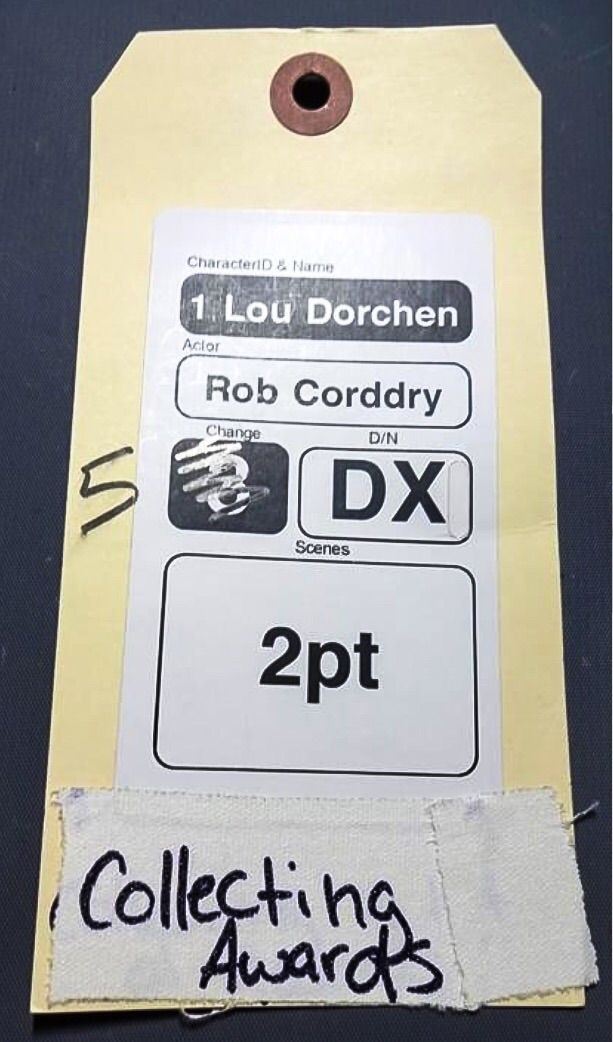 CharacterID & Name
1 Lou Dorchen
Actor
Rob Corddry
Change
D/N
5
DX
Scenes
2pt
Collecting
Awards